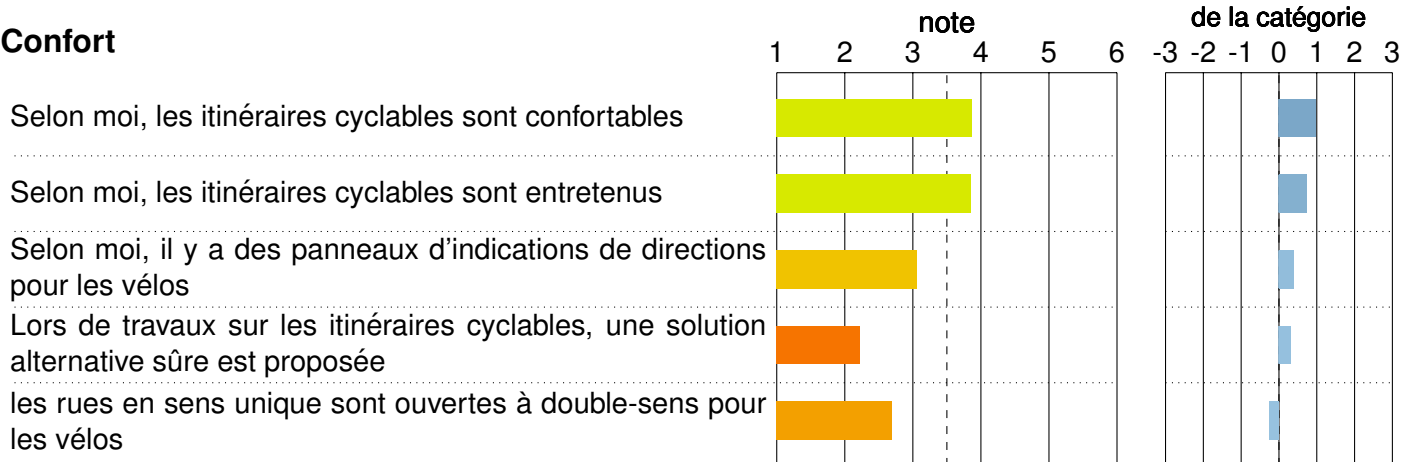 note
de la catégorie
Confort
1 2 3 4 5 6
-3 -2 -1 0 1 2 3
Selon moi, les itinéraires cyclables sont confortables
Selon moi, les itinéraires cyclables sont entretenus
Selon moi, il y a des panneaux d'indications de directions
pour les vélos
Lors de travaux sur les itinéraires cyclables, une solution
alternative sûre est proposée
les rues en sens unique sont ouvertes à double-sens pour
les vélos